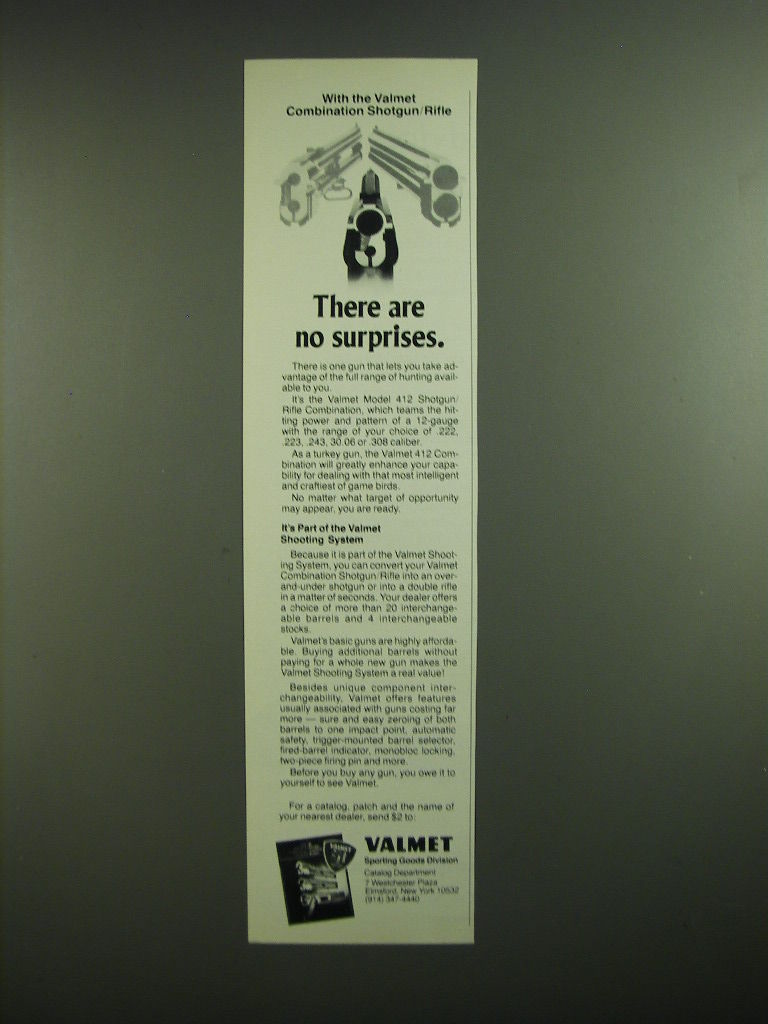 With the Valmet
Combination Shotgun/Rifle
There are
no surprises.
There is one gun that lets you take ad-
vantage of the full range of hunting avail-
able to you.
It's the Valmet Model 412 Shotgun/
Rifle Combination, which teams the hit-
ting power and pattern of a 12-gauge
with the range of your choice of .222,
.223, .243, 30.06 or .308 caliber.
As a turkey gun, the Valmet 412 Com-
bination will greatly enhance your capa-
bility for dealing with that most intelligent
and craftiest of game birds.
No matter what target of opportunity
may appear, you are ready.
It's Part of the Valmet
Shooting System
Because it is part of the Valmet Shoot-
ing System, you can convert your Valmet
Combination Shotgun/Rifle into an over-
and-under shotgun or into a double rifle
in a matter of seconds. Your dealer offers
a choice of more than 20 interchange-
able barrels and 4 interchangeable
stocks.
Valmet's basic guns are highly afforda-
ble. Buying additional barrels without
paying for a whole new gun makes the
Valmet Shooting System a real value!
Besides unique component inter-
changeability, Valmet offers features
usually associated with guns costing far
more — sure and easy zeroing of both
barrels to one impact point, automatic
safety, trigger-mounted barrel selector,
fired-barrel indicator, monobloc locking,
two-piece firing pin and more.
Before you buy any gun, you owe it to
yourself to see Valmet.
For a catalog, patch and the name of
your nearest dealer, send $2 to:
VALMET
VALMET
Sporting Goods Division
Catalog Department
7 Westchester Plaza
Elmsford, New York 10532
(914) 347-4440